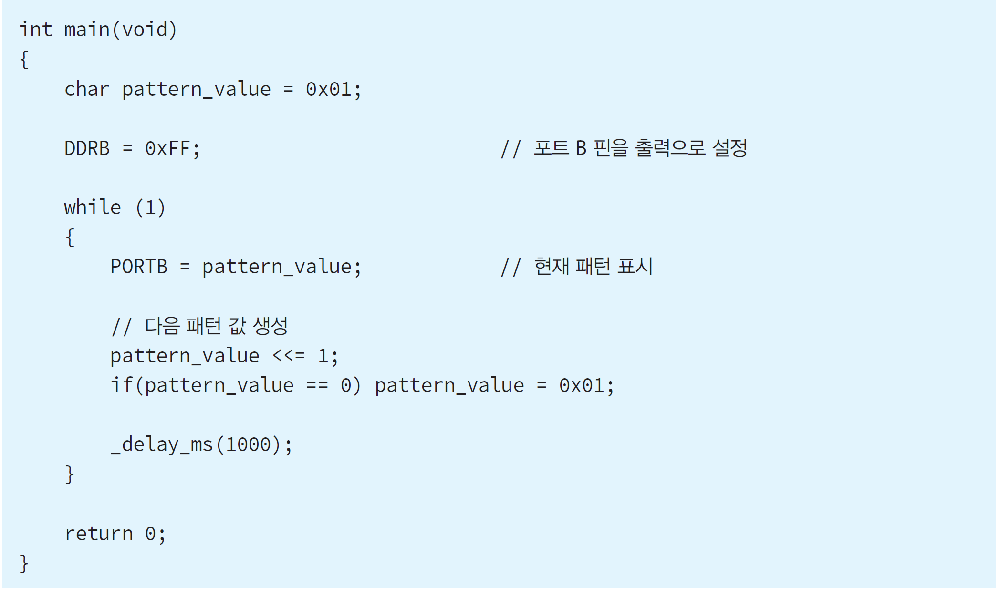 int main(void)
{
    char pattern_value = 0x01;
    DDRB = 0xFF;                          // 포트 B 핀을 출력으로 설정
    while (1)
    {
        PORTB = pattern_value;            // 현재 패턴 표시
        // 다음 패턴 값 생성
        pattern_value <<= 1;
        if(pattern_value == 0) pattern_value = 0x01;
        _delay_ms(1000);
    }
    return 0;
}